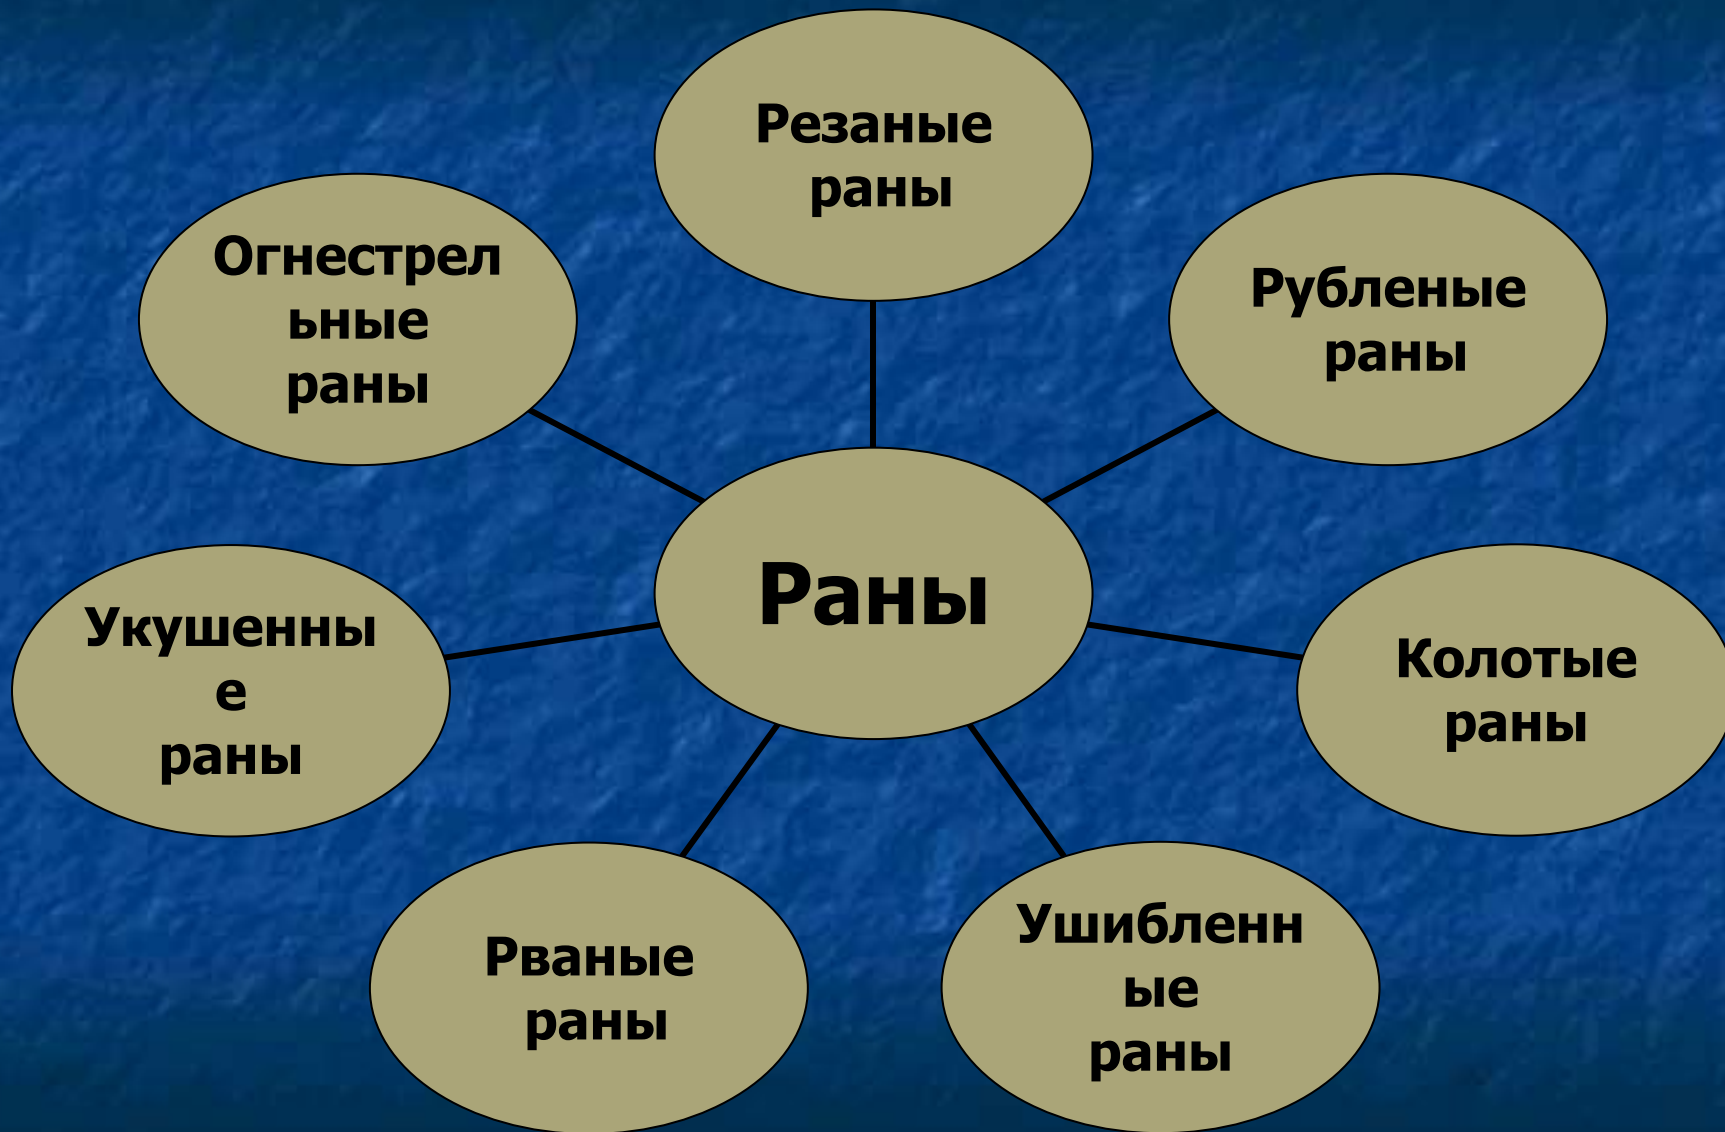 Резаные
раны
Огнестрел
ьные
раны
Рубленые
раны
Раны
Укушенны
е
раны
Колотые
раны
Рваные
раны
Ушибленн
ые
раны